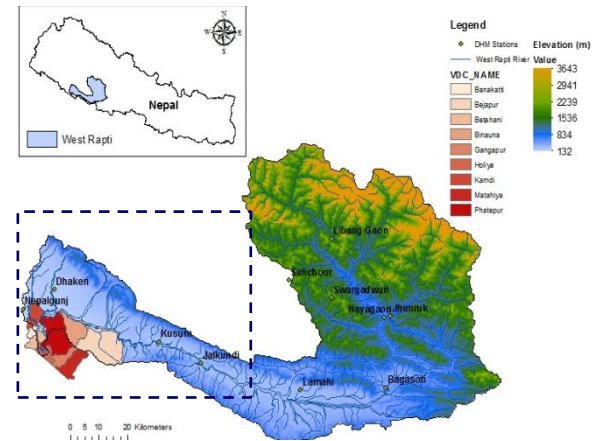 N
W
E
S
Nepal
West Rapti
Legend
DHM Stations
West Rapti River
VDC_NAME
Banakatti
Bejapur
Betahani
Binauna
Gangapur
Holiya
Kamdi
Matahiya
Phatepur
Elevation (m)
Value
3643
2441
2239
1536
834
132
Libang Gaon
Sulichour
Swargadwari
Nayagaon
Jhimruk
Dhakeri
Nepalgunj
Kusum
Jalkundi
Lamahi
Bagasoti
0 5 10 20 Kilometers